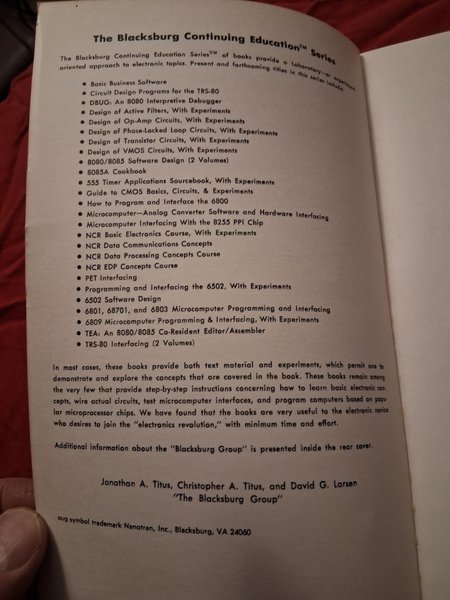 The Blacksburg Continuing Education™ Series
The Blacksburg Continuing Education Series™ of books provide a laboratory—or experiment
oriented approach to electronic topics. Present and forthcoming titles in this series include:
• Basic Business Software
• Circuit Design Programs for the TRS-80
• DBUG: An 8080 Interpretive Debugger
• Design of Active Filters, With Experiments
• Design of Op-Amp Circuits, With Experiments
• Design of Phase-Locked Loop Circuits, With Experiments
• Design of Transistor Circuits, With Experiments
• Design of VMOS Circuits, With Experiments
• 8080/8085 Software Design (2 Volumes)
• 8085A Cookbook
• 555 Timer Applications Sourcebook, With Experiments
• Guide to CMOS Basics, Circuits, & Experiments
• How to Program and Interface the 6800
• Microcomputer—Analog Converter Software and Hardware Interfacing
• Microcomputer Interfacing With the 8255 PPI Chip
• NCR Basic Electronics Course, With Experiments
• NCR Data Communications Concepts
• NCR Data Processing Concepts Course
• NCR EDP Concepts Course
• PET Interfacing
• Programming and Interfacing the 6502, With Experiments
• 6502 Software Design
• 6801, 68701, and 6803 Microcomputer Programming and Interfacing
• 6809 Microcomputer Programming & Interfacing, With Experiments
• TEA: An 8080/8085 Co-Resident Editor/Assembler
• TRS-80 Interfacing (2 Volumes)
In most cases, these books provide both text material and experiments, which permit one to
demonstrate and explore the concepts that are covered in the book. These books remain among
the very few that provide step-by-step instructions concerning how to learn basic electronic con-
cepts, wire actual circuits, test microcomputer interfaces, and program computers based on popu-
lar microprocessor chips. We have found that the books are very useful to the electronic novice
who desires to join the "electronics revolution," with minimum time and effort.
Additional information about the "Blacksburg Group" is presented inside the rear cover.
Jonathan A. Titus, Christopher A. Titus, and David G. Larsen
"The Blacksburg Group"
Bug symbol trademark Nanotran, Inc., Blacksburg, VA 24060